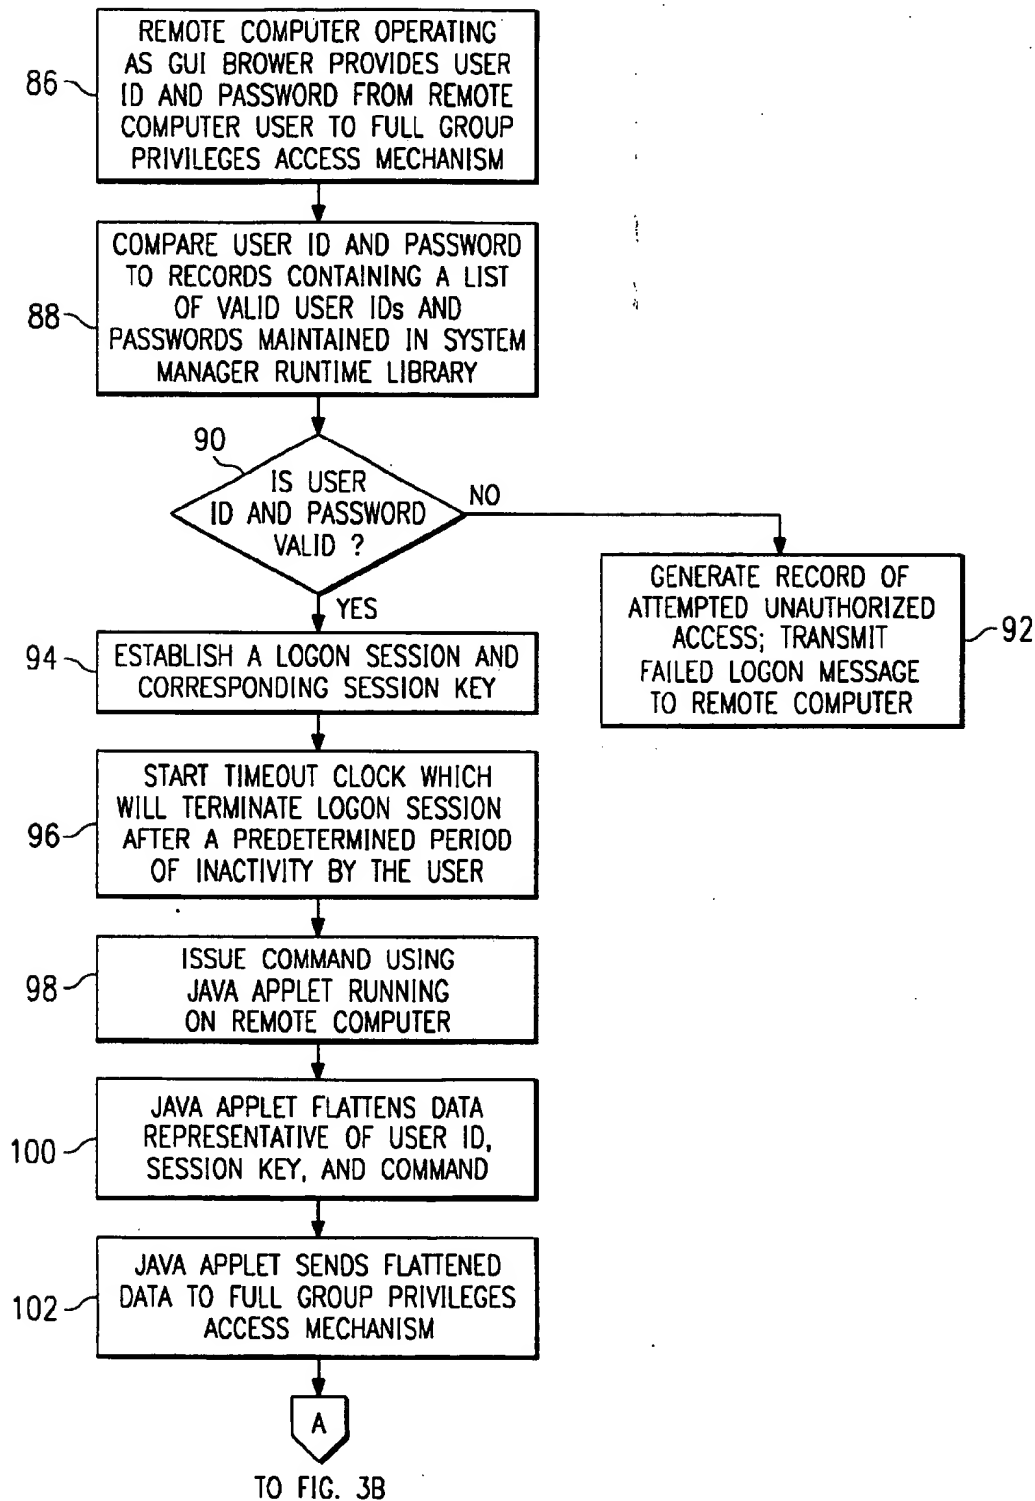 REMOTE COMPUTER OPERATING
AS GUI BROWER PROVIDES USER
ID AND PASSWORD FROM REMOTE
COMPUTER USER TO FULL GROUP
PRIVILEGES ACCESS MECHANISM
86
COMPARE USER ID AND PASSWORD
TO RECORDS CONTAINING A LIST
OF VALID USER IDs AND
PASSWORDS MAINTAINED IN SYSTEM
MANAGER RUNTIME LIBRARY
88
90
IS USER
ID AND PASSWORD
VALID ?
NO
YES
GENERATE RECORD OF
ATTEMPTED UNAUTHORIZED
ACCESS; TRANSMIT
FAILED LOGON MESSAGE
TO REMOTE COMPUTER
92
94
ESTABLISH A LOGON SESSION AND
CORRESPONDING SESSION KEY
START TIMEOUT CLOCK WHICH
WILL TERMINATE LOGON SESSION
AFTER A PREDETERMINED PERIOD
OF INACTIVITY BY THE USER
96
ISSUE COMMAND USING
JAVA APPLET RUNNING
ON REMOTE COMPUTER
98
JAVA APPLET FLATTENS DATA
REPRESENTATIVE OF USER ID,
SESSION KEY, AND COMMAND
100
JAVA APPLET SENDS FLATTENED
DATA TO FULL GROUP PRIVILEGES
ACCESS MECHANISM
102
A
TO FIG. 3B